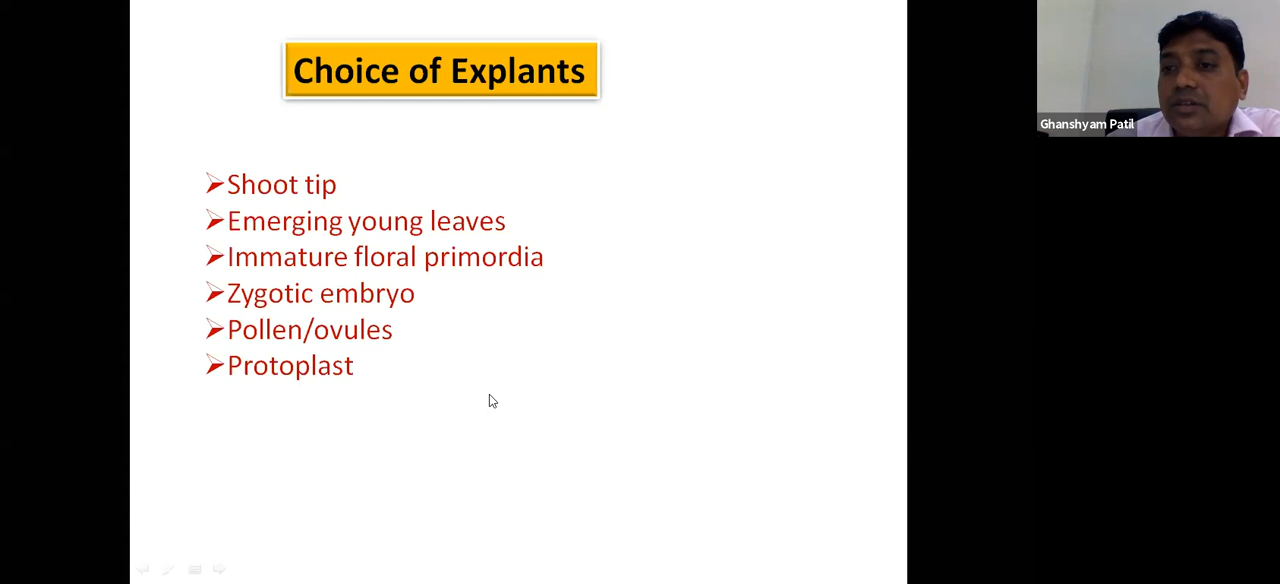 Choice of Explants
Ghanshyam Patil
Shoot tip
Emerging young leaves
Immature floral primordia
Zygotic embryo
Pollen/ovules
Protoplast